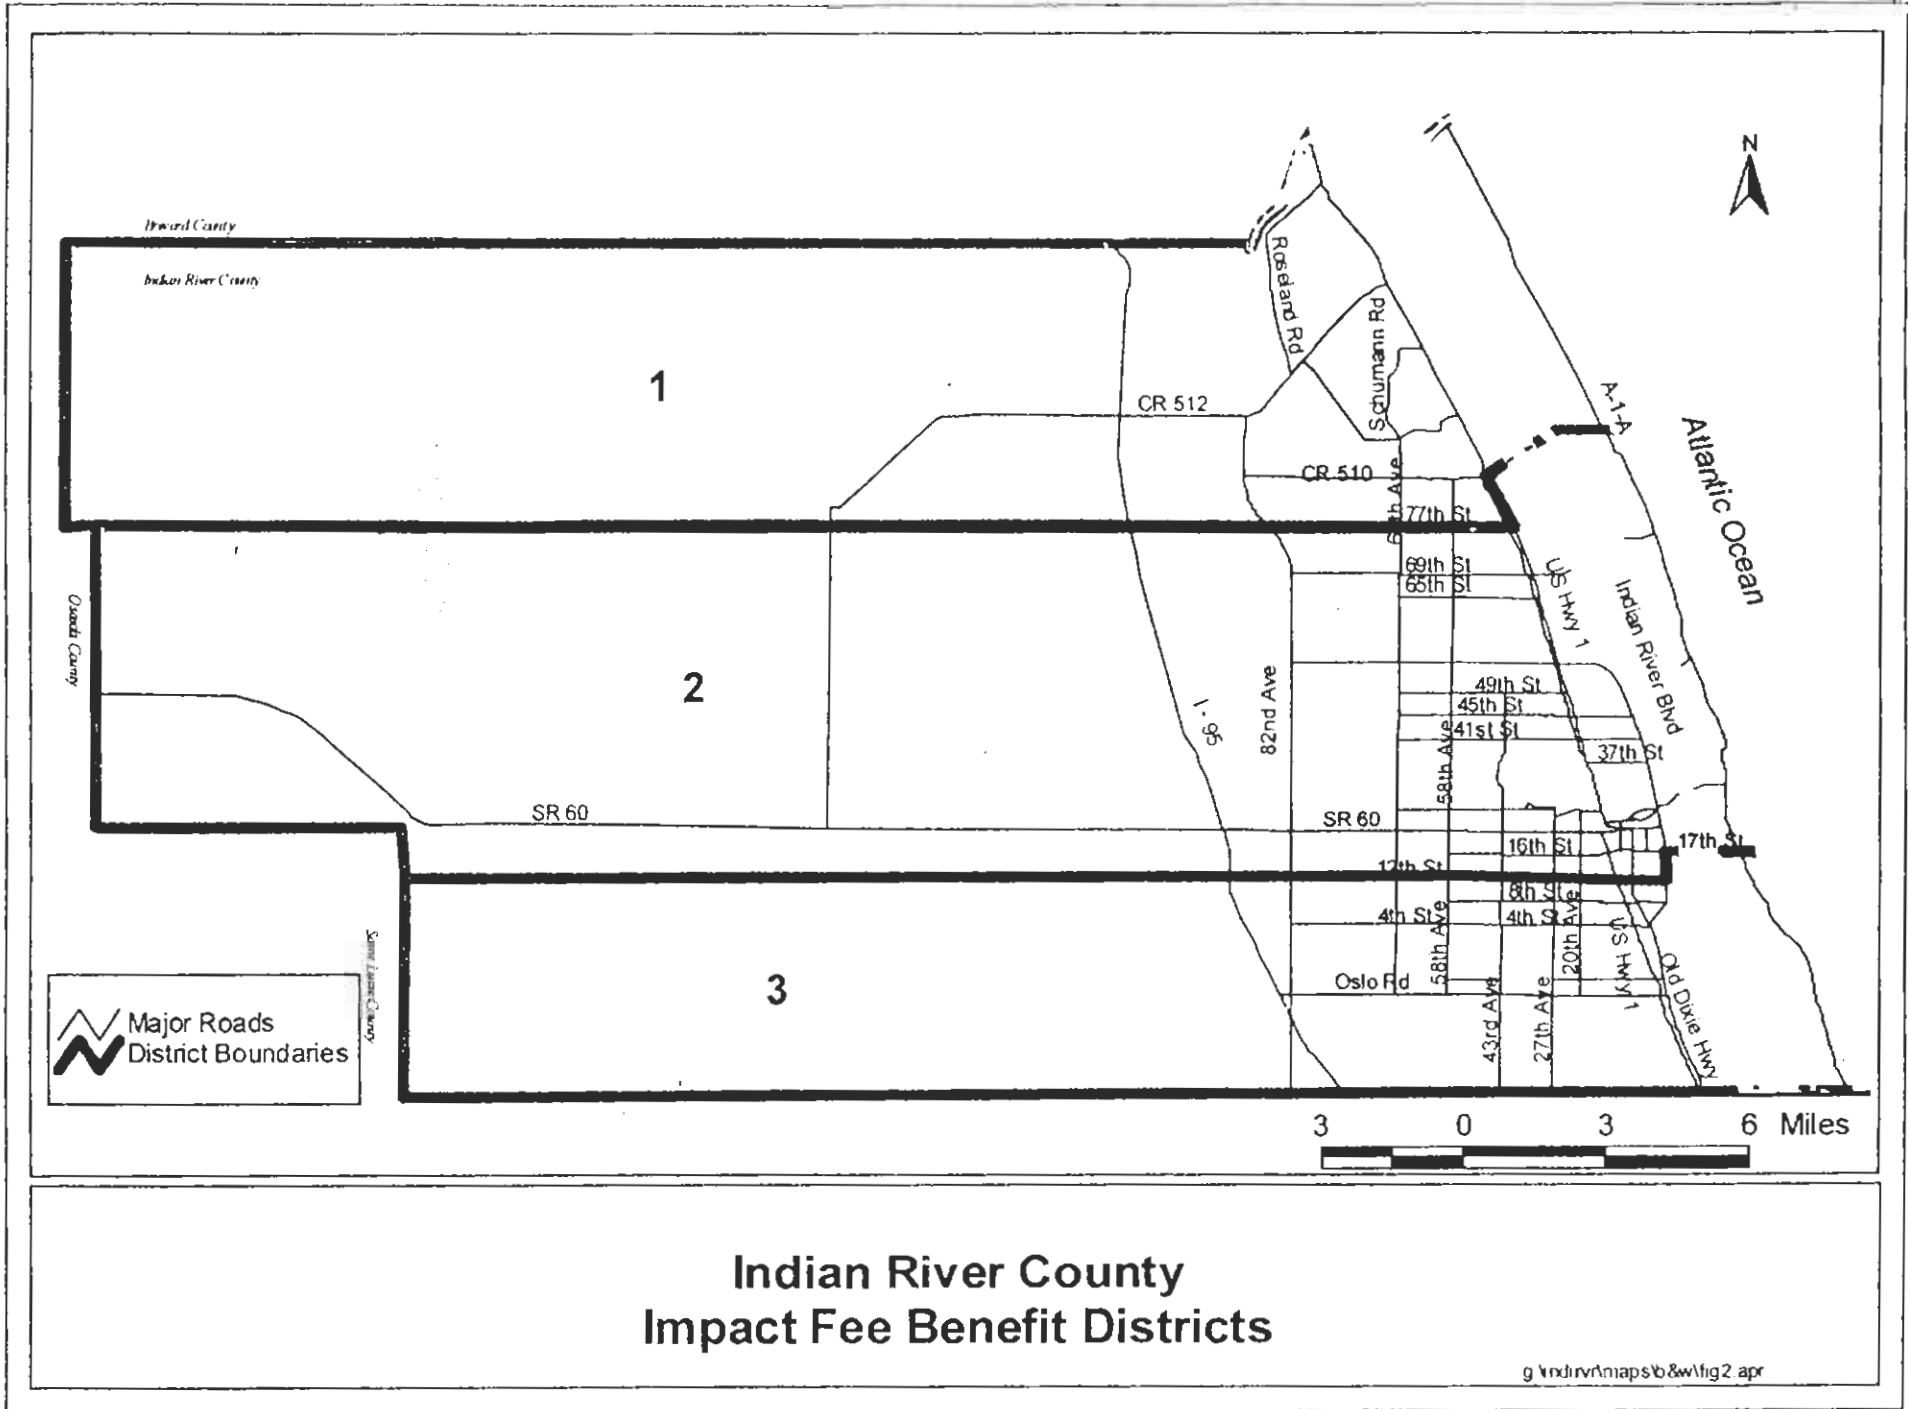 N
Indian River County
Roseland Rd
Schumann Rd
1
CR 512
A-1-A
Atlantic Ocean
CR 510
77th St
69th St
65th St
US Hwy 1
Indian River Blvd
2
I - 95
82nd Ave
49th St
45th St
41st St
37th St
58th Ave
SR 60
SR 60
17th St
16th St
12th St
8th St
4th St
4th St
58th Ave
20th Ave
US Hwy 1
Old Dixie Hwy
3
Oslo Rd
43rd Ave
27th Ave
Major Roads
District Boundaries
3 0 3 6 Miles
Indian River County
Impact Fee Benefit Districts